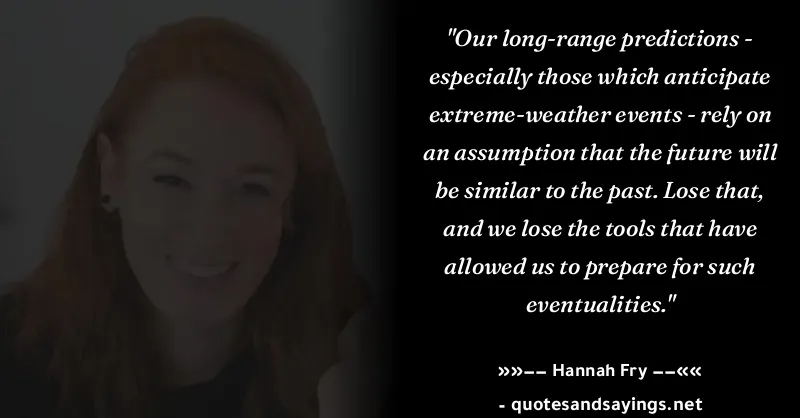 "Our long-range predictions -
especially those which anticipate
extreme-weather events - rely on
an assumption that the future will
be similar to the past. Lose that,
and we lose the tools that have
allowed us to prepare for such
eventualities."
»»−− Hannah Fry −−««
- quotesandsayings.net